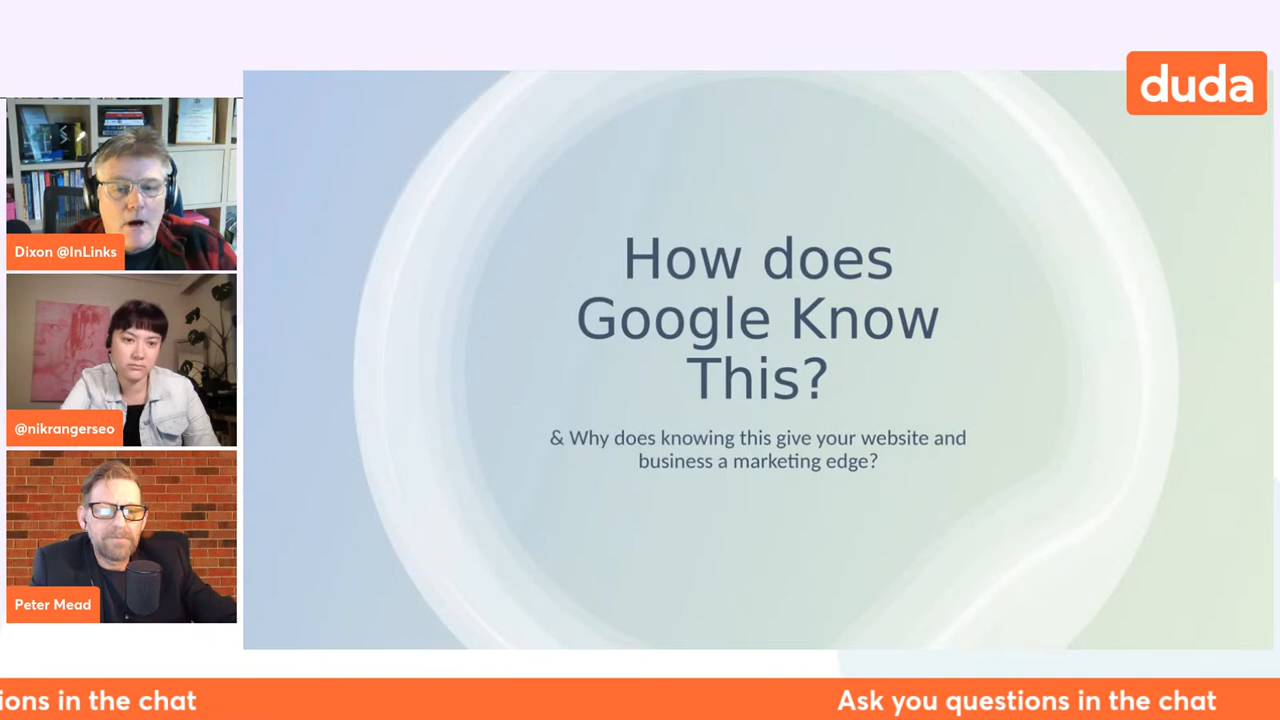 duda
Dixon @InLinks
@nikrangerseo
Peter Mead
How does
Google Know
This?
& Why does knowing this give your website and
business a marketing edge?
ions in the chat
Ask you questions in the chat